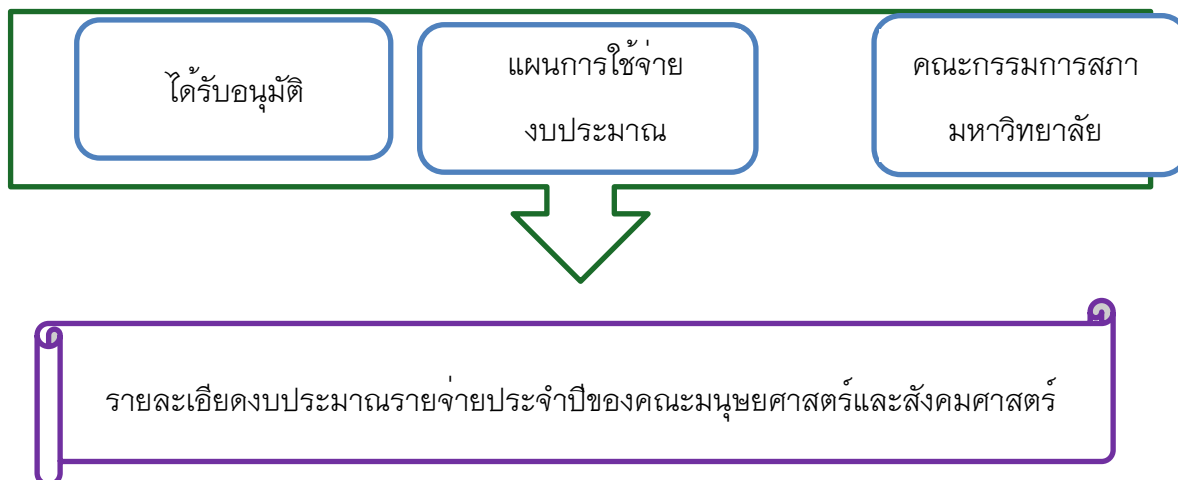 ได้รับอนุมัติ
แผนการใช้จ่าย
งบประมาณ
คณะกรรมการสภา
มหาวิทยาลัย
รายละเอียดงบประมาณรายจ่ายประจำปีของคณะมนุษยศาสตร์และสังคมศาสตร์